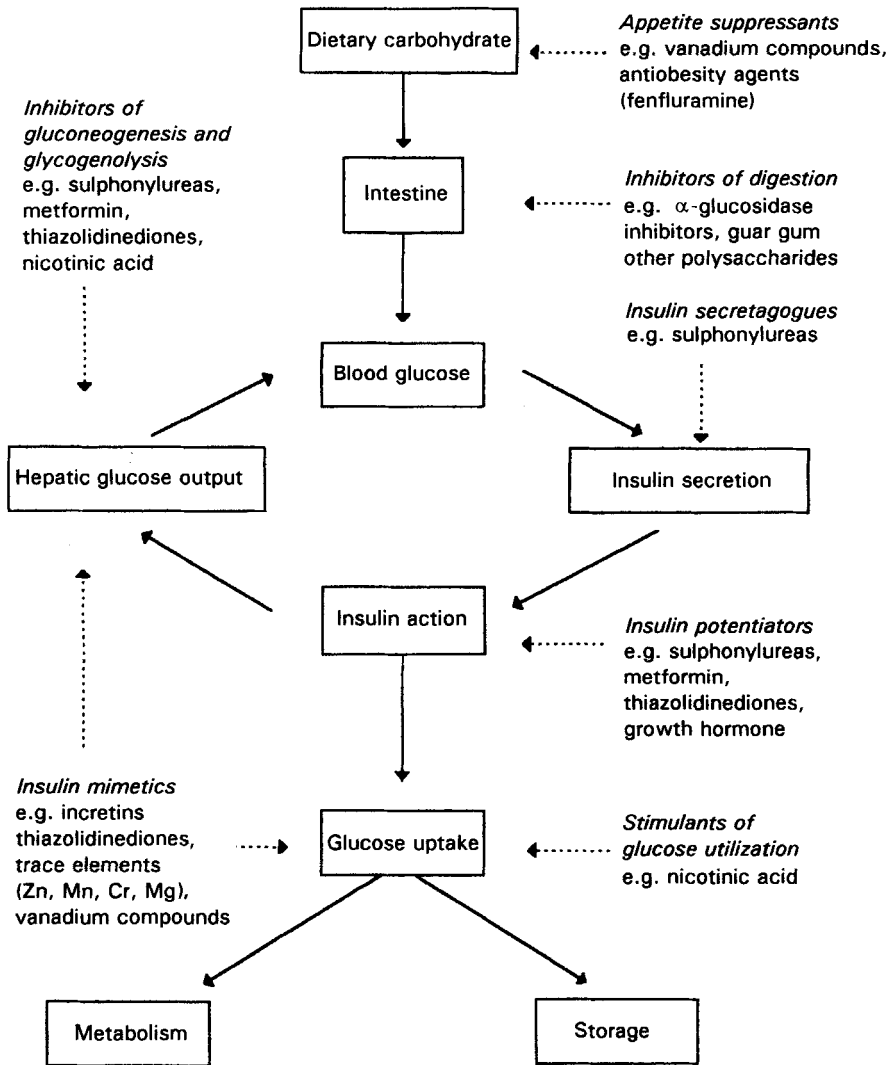 Dietary carbohydrate
Appetite suppressants
e.g. vanadium compounds,
antiobesity agents
(fenfluramine)
Inhibitors of
gluconeogenesis and
glycogenolysis
e.g. sulphonylureas,
metformin,
thiazolidinediones,
nicotinic acid
Intestine
Inhibitors of digestion
e.g. α-glucosidase
inhibitors, guar gum
other polysaccharides
Insulin secretagogues
e.g. sulphonylureas
Blood glucose
Hepatic glucose output
Insulin secretion
Insulin action
Insulin potentiators
e.g. sulphonylureas,
metformin,
thiazolidinediones,
growth hormone
Insulin mimetics
e.g. incretins
thiazolidinediones,
trace elements
(Zn, Mn, Cr, Mg),
vanadium compounds
Glucose uptake
Stimulants of
glucose utilization
e.g. nicotinic acid
Metabolism
Storage